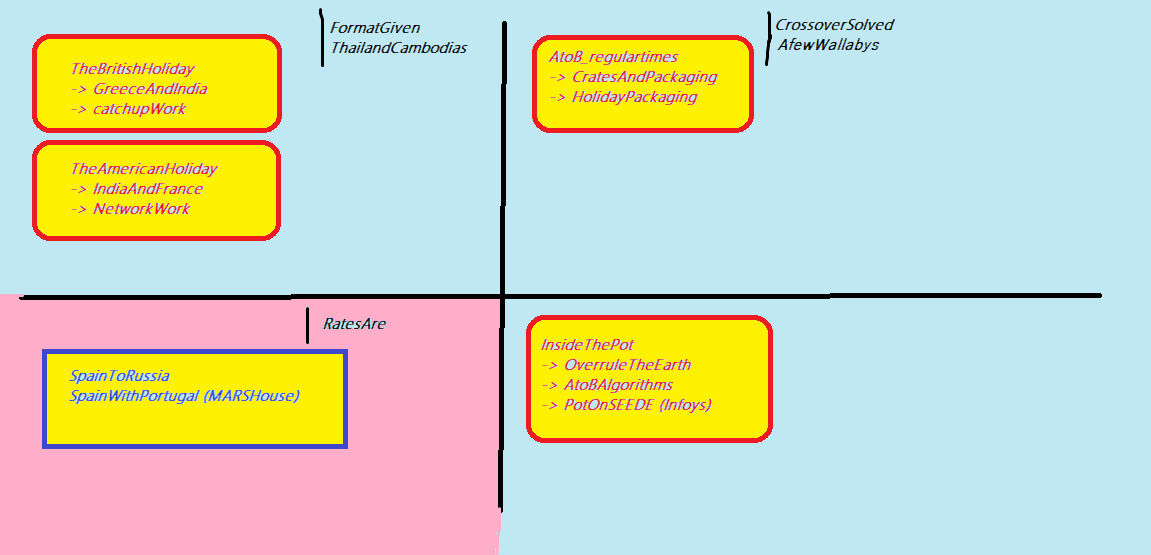 FormatGiven
ThailandCambodias
TheBritishHoliday
-> GreeceAndIndia
-> catchupWork
TheAmericanHoliday
-> IndiaAndFrance
-> NetworkWork
CrossoverSolved
AfewWallabys
AtoB_regulartimes
-> CratesAndPackaging
-> HolidayPackaging
RatesAre
SpainToRussia
SpainWithPortugal (MARSHouse)
InsideThePot
-> OverruleTheEarth
-> AtoBAlgorithms
-> PotOnSEEDE (Infoys)